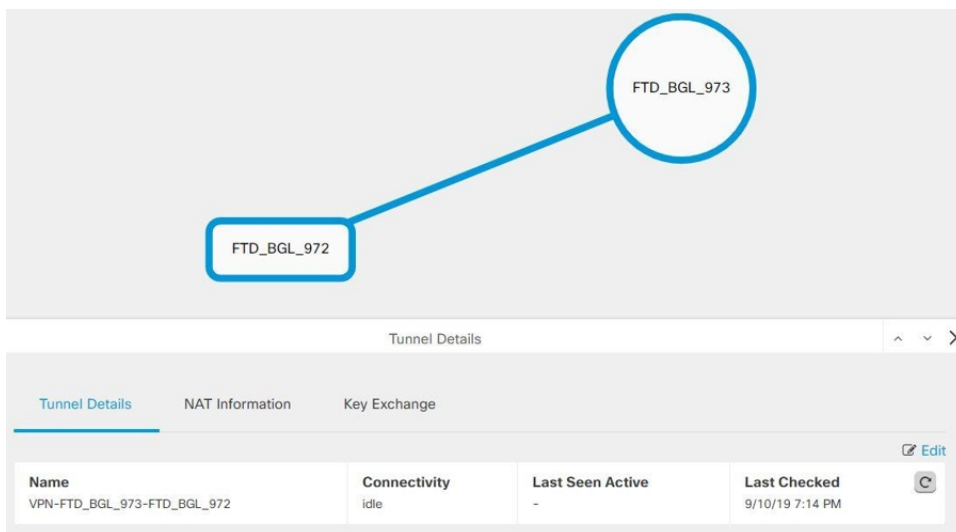 FTD_BGL_973
FTD_BGL_972
Tunnel Details
Tunnel Details NAT Information Key Exchange
Edit
Name Connectivity Last Seen Active Last Checked
VPN-FTD_BGL_973-FTD_BGL_972 idle - 9/10/19 7:14 PM